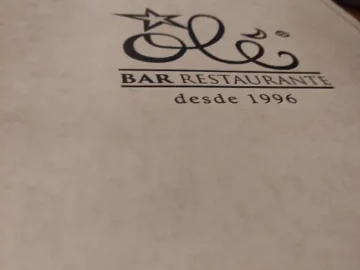 Olé
BAR RESTAURANTE
desde 1996